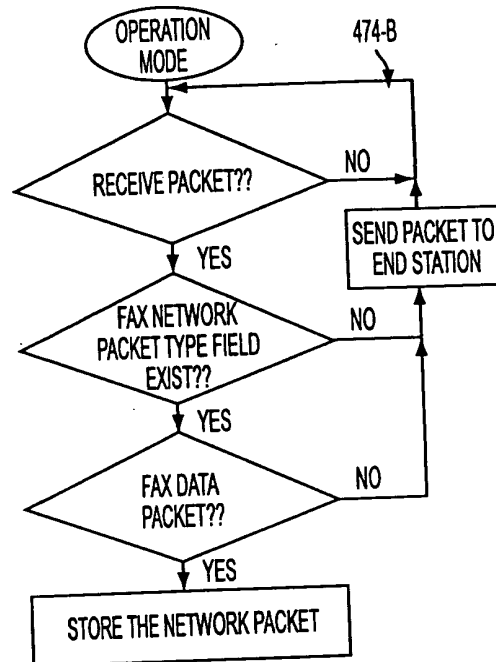 OPERATION
MODE
474-B
RECEIVE PACKET??
NO
YES
SEND PACKET TO
END STATION
FAX NETWORK
PACKET TYPE FIELD
EXIST??
NO
YES
FAX DATA
PACKET??
NO
YES
STORE THE NETWORK PACKET